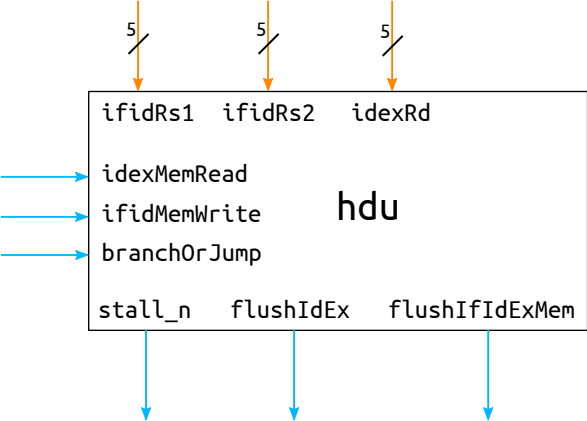 5 5 5
ifidRs1 ifidRs2 idexRd
idexMemRead
ifidMemWrite
hdu
branchOrJump
stall_n flushIdEx flushIfIdExMem